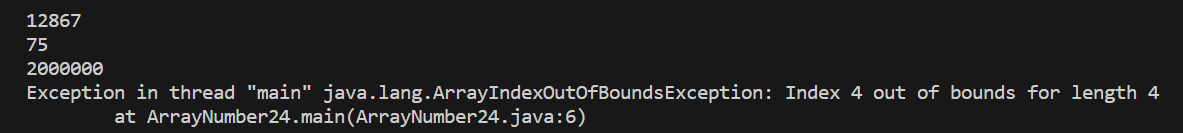 12867
75
2000000
Exception in thread "main" java.lang.ArrayIndexOutOfBoundsException: Index 4 out of bounds for length 4
at ArrayNumber24.main(ArrayNumber24.java:6)